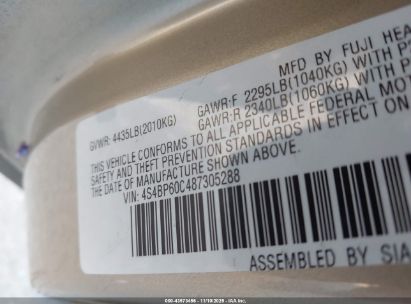 MFD BY FUJI HEA
GVWR: 4435LB(2010KG) GAWR:F 2295LB(1040KG) WITH P
GAWR:R 2340LB(1060KG) WITH P
THIS VEHICLE CONFORMS TO ALL APPLICABLE FEDERAL MOT
SAFETY AND THEFT PREVENTION STANDARDS IN EFFECT ON
THE DATE OF MANUFACTURE SHOWN ABOVE.
VIN: 4S4BP60C487305288
ASSEMBLED BY SIA